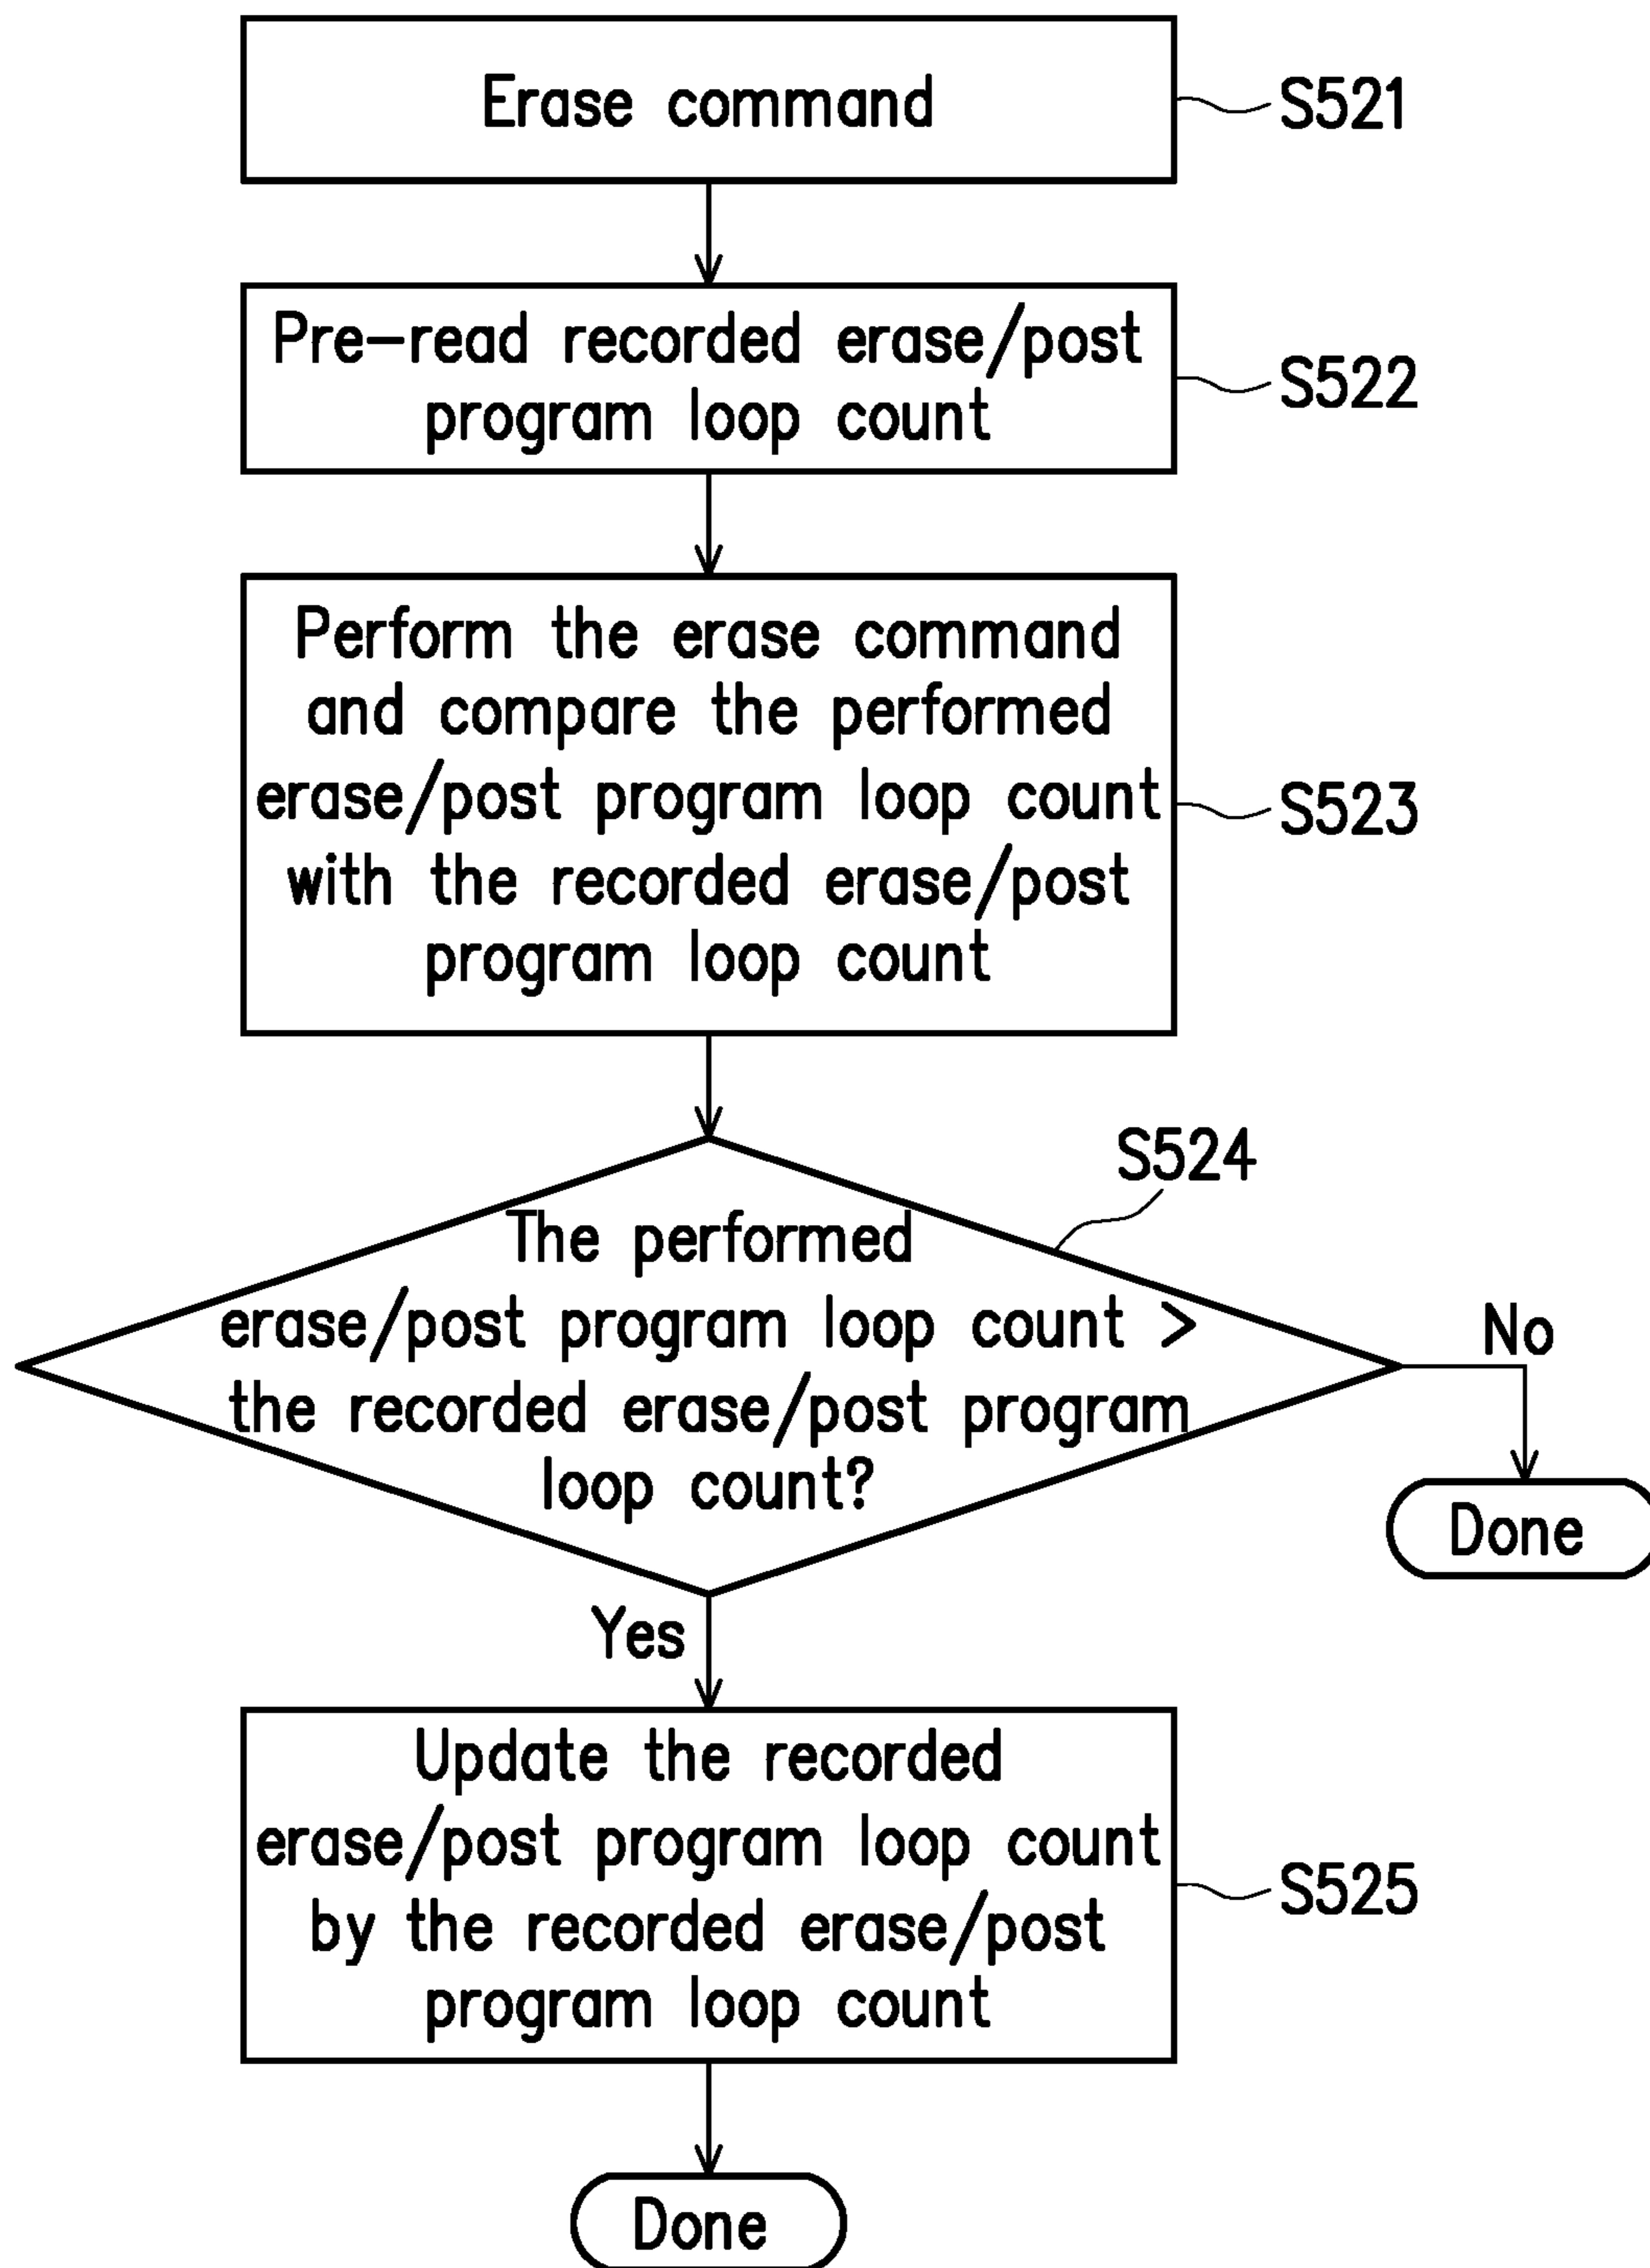 Erase command
S521
Pre-read recorded erase/post
program loop count
S522
Perform the erase command
and compare the performed
erase/post program loop count
with the recorded erase/post
program loop count
S523
S524
The performed
erase/post program loop count >
the recorded erase/post program
loop count?
No
Done
Yes
Update the recorded
erase/post program loop count
by the recorded erase/post
program loop count
S525
Done